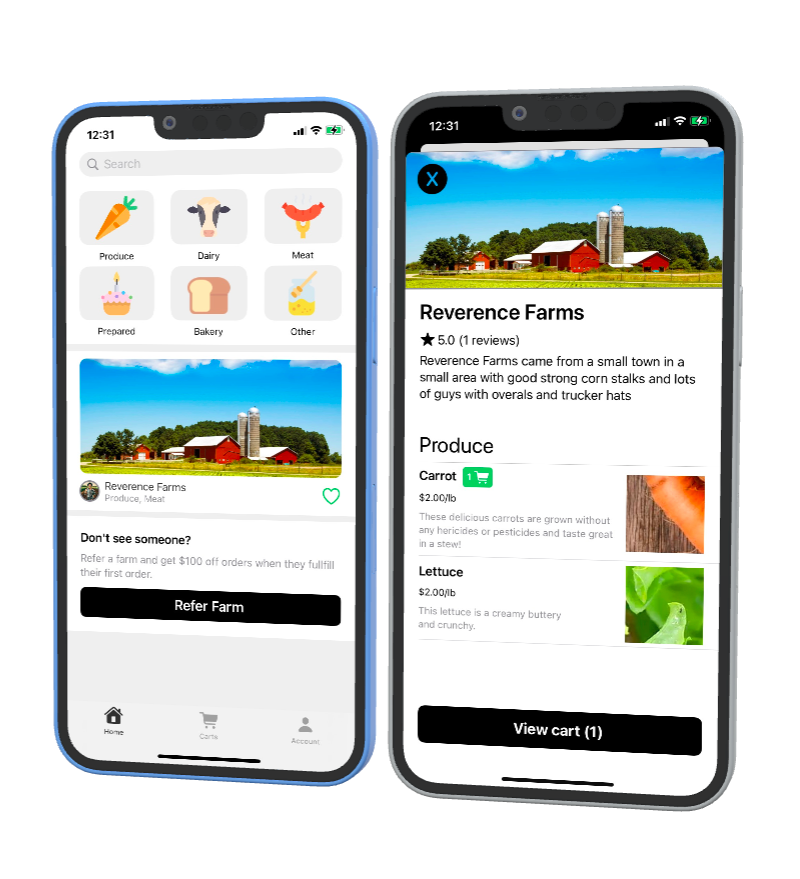 12:31
Search
Produce
Dairy
Meat
Prepared
Bakery
Other
Reverence Farms
Produce, Meat
Don't see someone?
Refer a farm and get $100 off orders when they fullfill
their first order.
Refer Farm
Home
Carts
Account
12:31
X
Reverence Farms
5.0 (1 reviews)
Reverence Farms came from a small town in a
small area with good strong corn stalks and lots
of guys with overals and trucker hats
Produce
Carrot 1
$2.00/lb
These delicious carrots are grown without
any hericides or pesticides and taste great
in a stew!
Lettuce
$2.00/lb
This lettuce is a creamy buttery
and crunchy.
View cart (1)